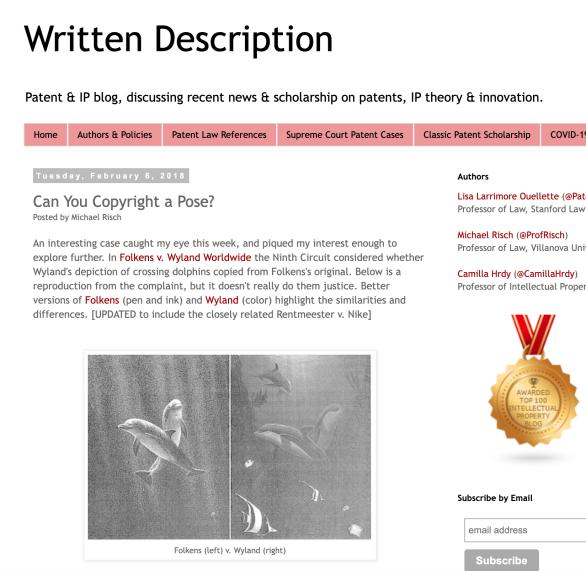 Written Description
Patent & IP blog, discussing recent news & scholarship on patents, IP theory & innovation.
Home Authors & Policies Patent Law References Supreme Court Patent Cases Classic Patent Scholarship COVID-19
Tuesday, February 6, 2018
Can You Copyright a Pose?
Posted by Michael Risch
An interesting case caught my eye this week, and piqued my interest enough to
explore further. In Folkens v. Wyland Worldwide the Ninth Circuit considered whether
Wyland's depiction of crossing dolphins copied from Folkens's original. Below is a
reproduction from the complaint, but it doesn't really do them justice. Better
versions of Folkens (pen and ink) and Wyland (color) highlight the similarities and
differences. [UPDATED to include the closely related Rentmeester v. Nike]
Folkens (left) v. Wyland (right)
Authors
Lisa Larrimore Ouellette (@Pat
Professor of Law, Stanford Law
Michael Risch (@ProfRisch)
Professor of Law, Villanova Uni
Camilla Hrdy (@CamillaHrdy)
Professor of Intellectual Proper
AWARDED
TOP 100
INTELLECTUAL
PROPERTY
BLOG
Subscribe by Email
email address
Subscribe